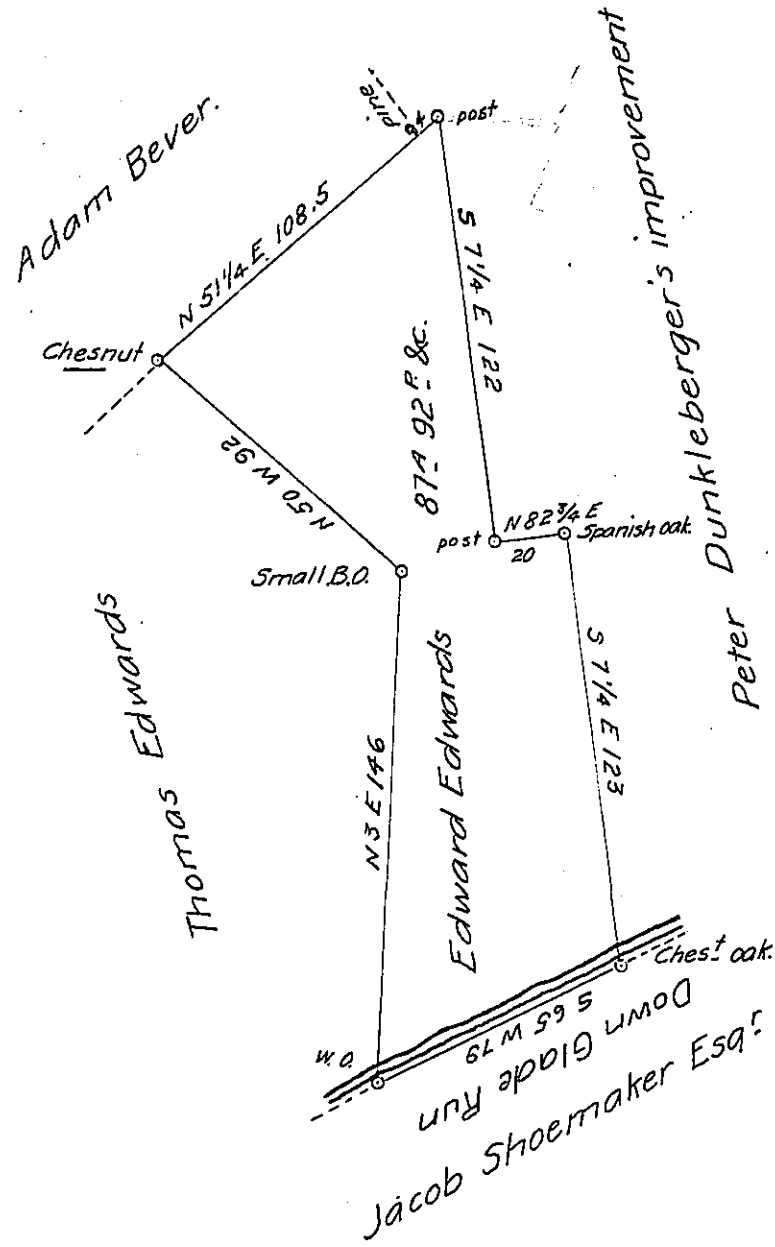 Adam Bever.
pine
64
post
Peter Dunkleberger's improvement
N 51 1/4 E. 108.5
S 7 1/4 E 122
Chesnut
N 50 W 92
87A 92P. &c.
post
N 82 3/4 E
20
Spanish oak.
Small B.O.
Thomas Edwards
Edward Edwards
N 3 E 146
S 7 1/4 E 123
Ches.t oak.
W.O.
S 65 W 79
Down Glade Run
Jacob Shoemaker Esqr.